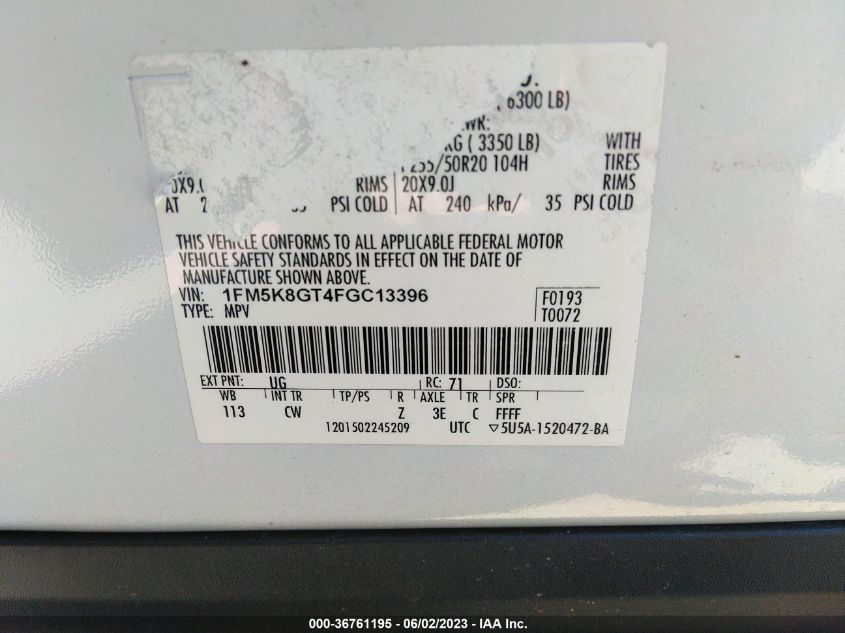 6300 LB)
KG ( 3350 LB) WITH
/50R20 104H TIRES
RIMS 20X9.0J RIMS
AT 2 PSI COLD AT 240 kPa/ 35 PSI COLD
THIS VEHICLE CONFORMS TO ALL APPLICABLE FEDERAL MOTOR
VEHICLE SAFETY STANDARDS IN EFFECT ON THE DATE OF
MANUFACTURE SHOWN ABOVE.
VIN: 1FM5K8GT4FGC13396 F0193
TYPE: MPV T0072
EXT PNT: UG RC: 71 DSO:
WB INT TR TP/PS R AXLE TR SPR
113 CW Z 3E C FFFF
1201502245209 UTC ▽5U5A-1520472-BA
000-36761195 - 06/02/2023 - © IAA Inc.